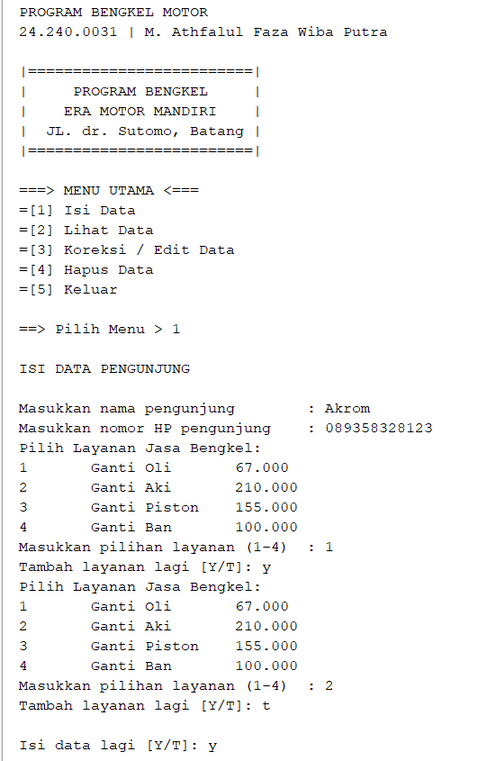 PROGRAM BENGKEL MOTOR
24.240.0031 | M. Athfalul Faza Wiba Putra
|=========================|
|     PROGRAM BENGKEL     |
|    ERA MOTOR MANDIRI    |
|  JL. dr. Sutomo, Batang |
|=========================|
===> MENU UTAMA <===
=[1] Isi Data
=[2] Lihat Data
=[3] Koreksi / Edit Data
=[4] Hapus Data
=[5] Keluar
==> Pilih Menu > 1
ISI DATA PENGUNJUNG
Masukkan nama pengunjung        : Akrom
Masukkan nomor HP pengunjung    : 089358328123
Pilih Layanan Jasa Bengkel:
1       Ganti Oli       67.000
2       Ganti Aki       210.000
3       Ganti Piston    155.000
4       Ganti Ban       100.000
Masukkan pilihan layanan (1-4)  : 1
Tambah layanan lagi [Y/T]: y
Pilih Layanan Jasa Bengkel:
1       Ganti Oli       67.000
2       Ganti Aki       210.000
3       Ganti Piston    155.000
4       Ganti Ban       100.000
Masukkan pilihan layanan (1-4)  : 2
Tambah layanan lagi [Y/T]: t
Isi data lagi [Y/T]: y